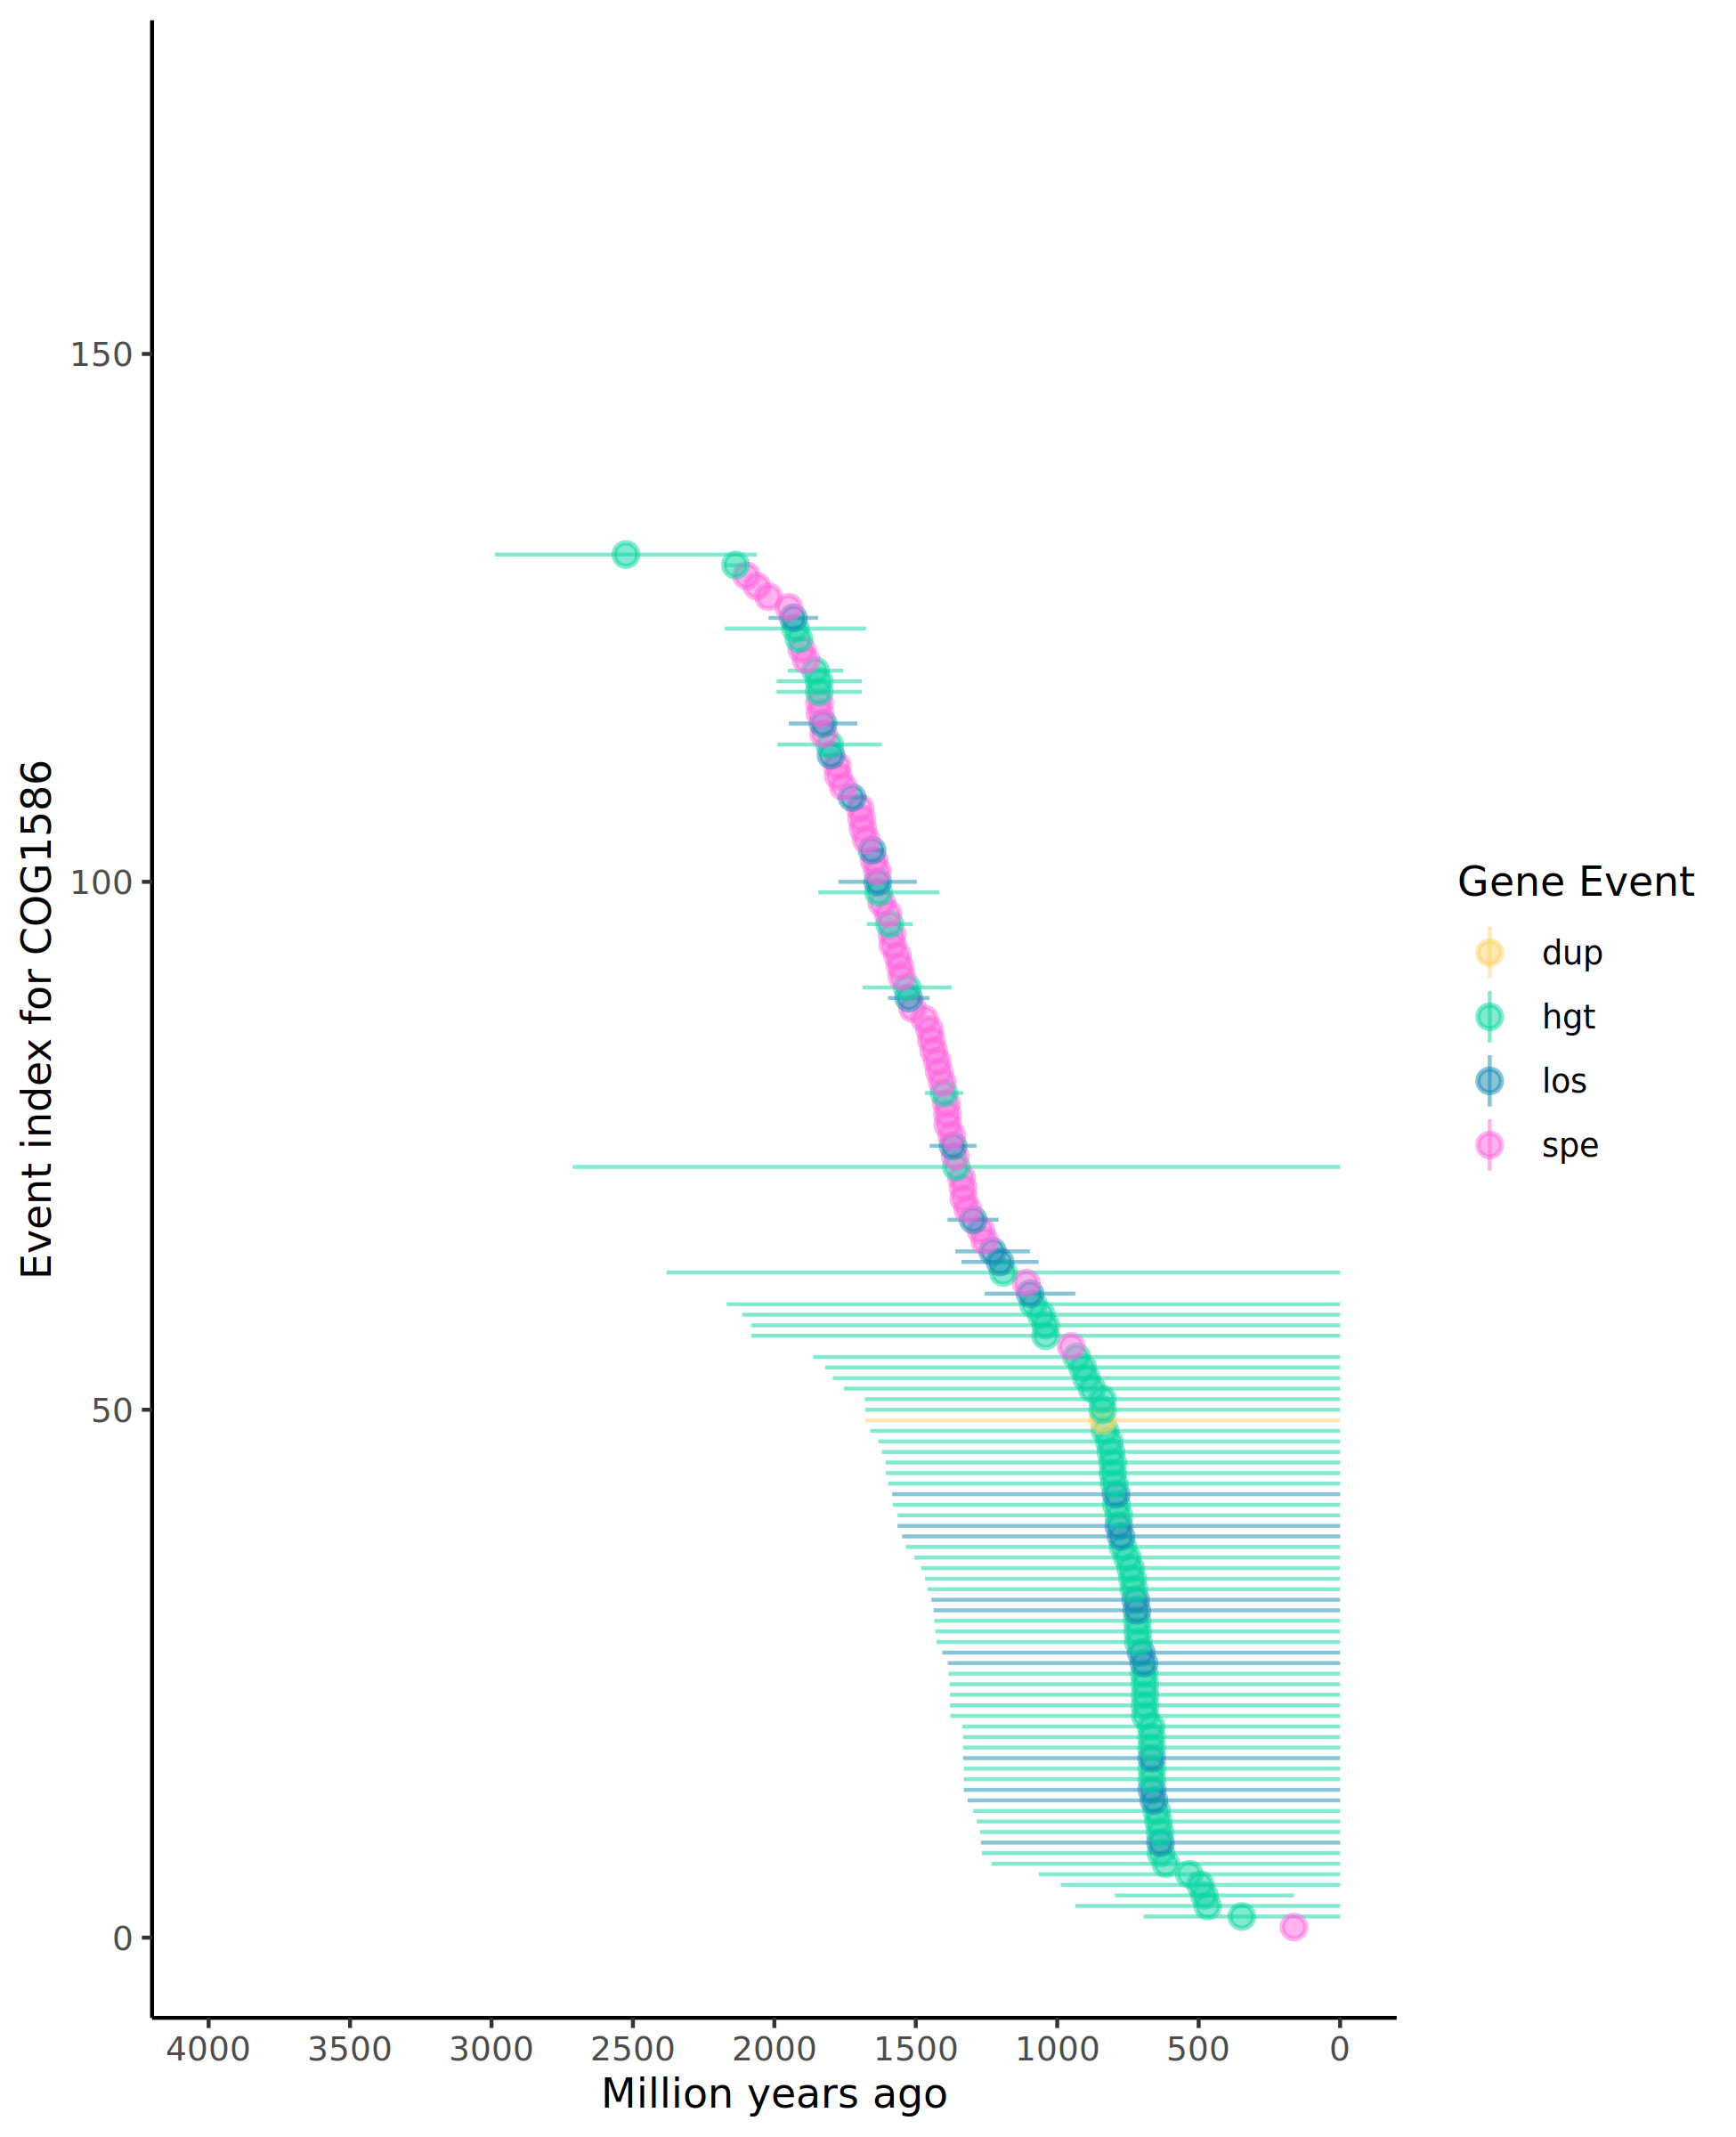 Event index for COG1586
150
100
50
0
4000 3500 3000 2500 2000 1500 1000 500 0
Million years ago
Gene Event
dup
hgt
los
spe